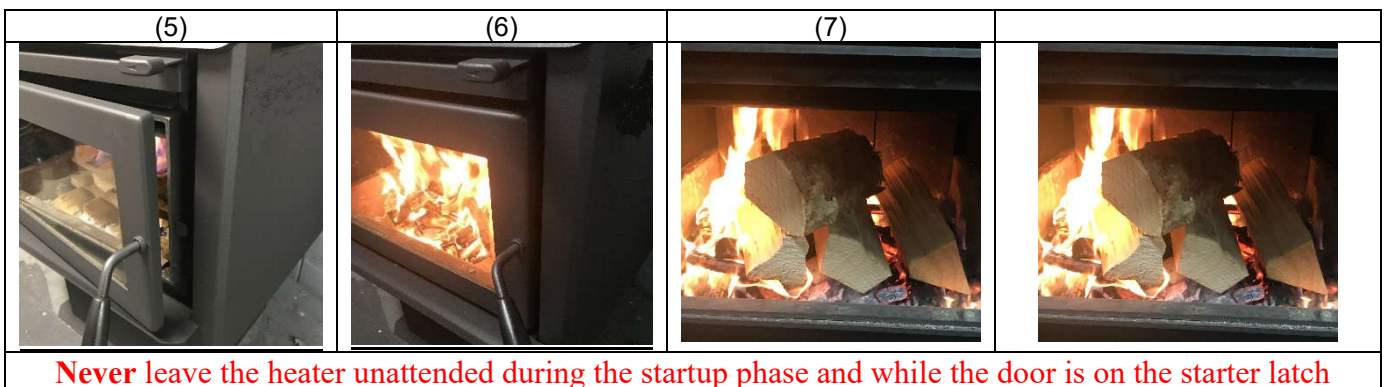 (5) (6) (7)
Never leave the heater unattended during the startup phase and while the door is on the starter latch